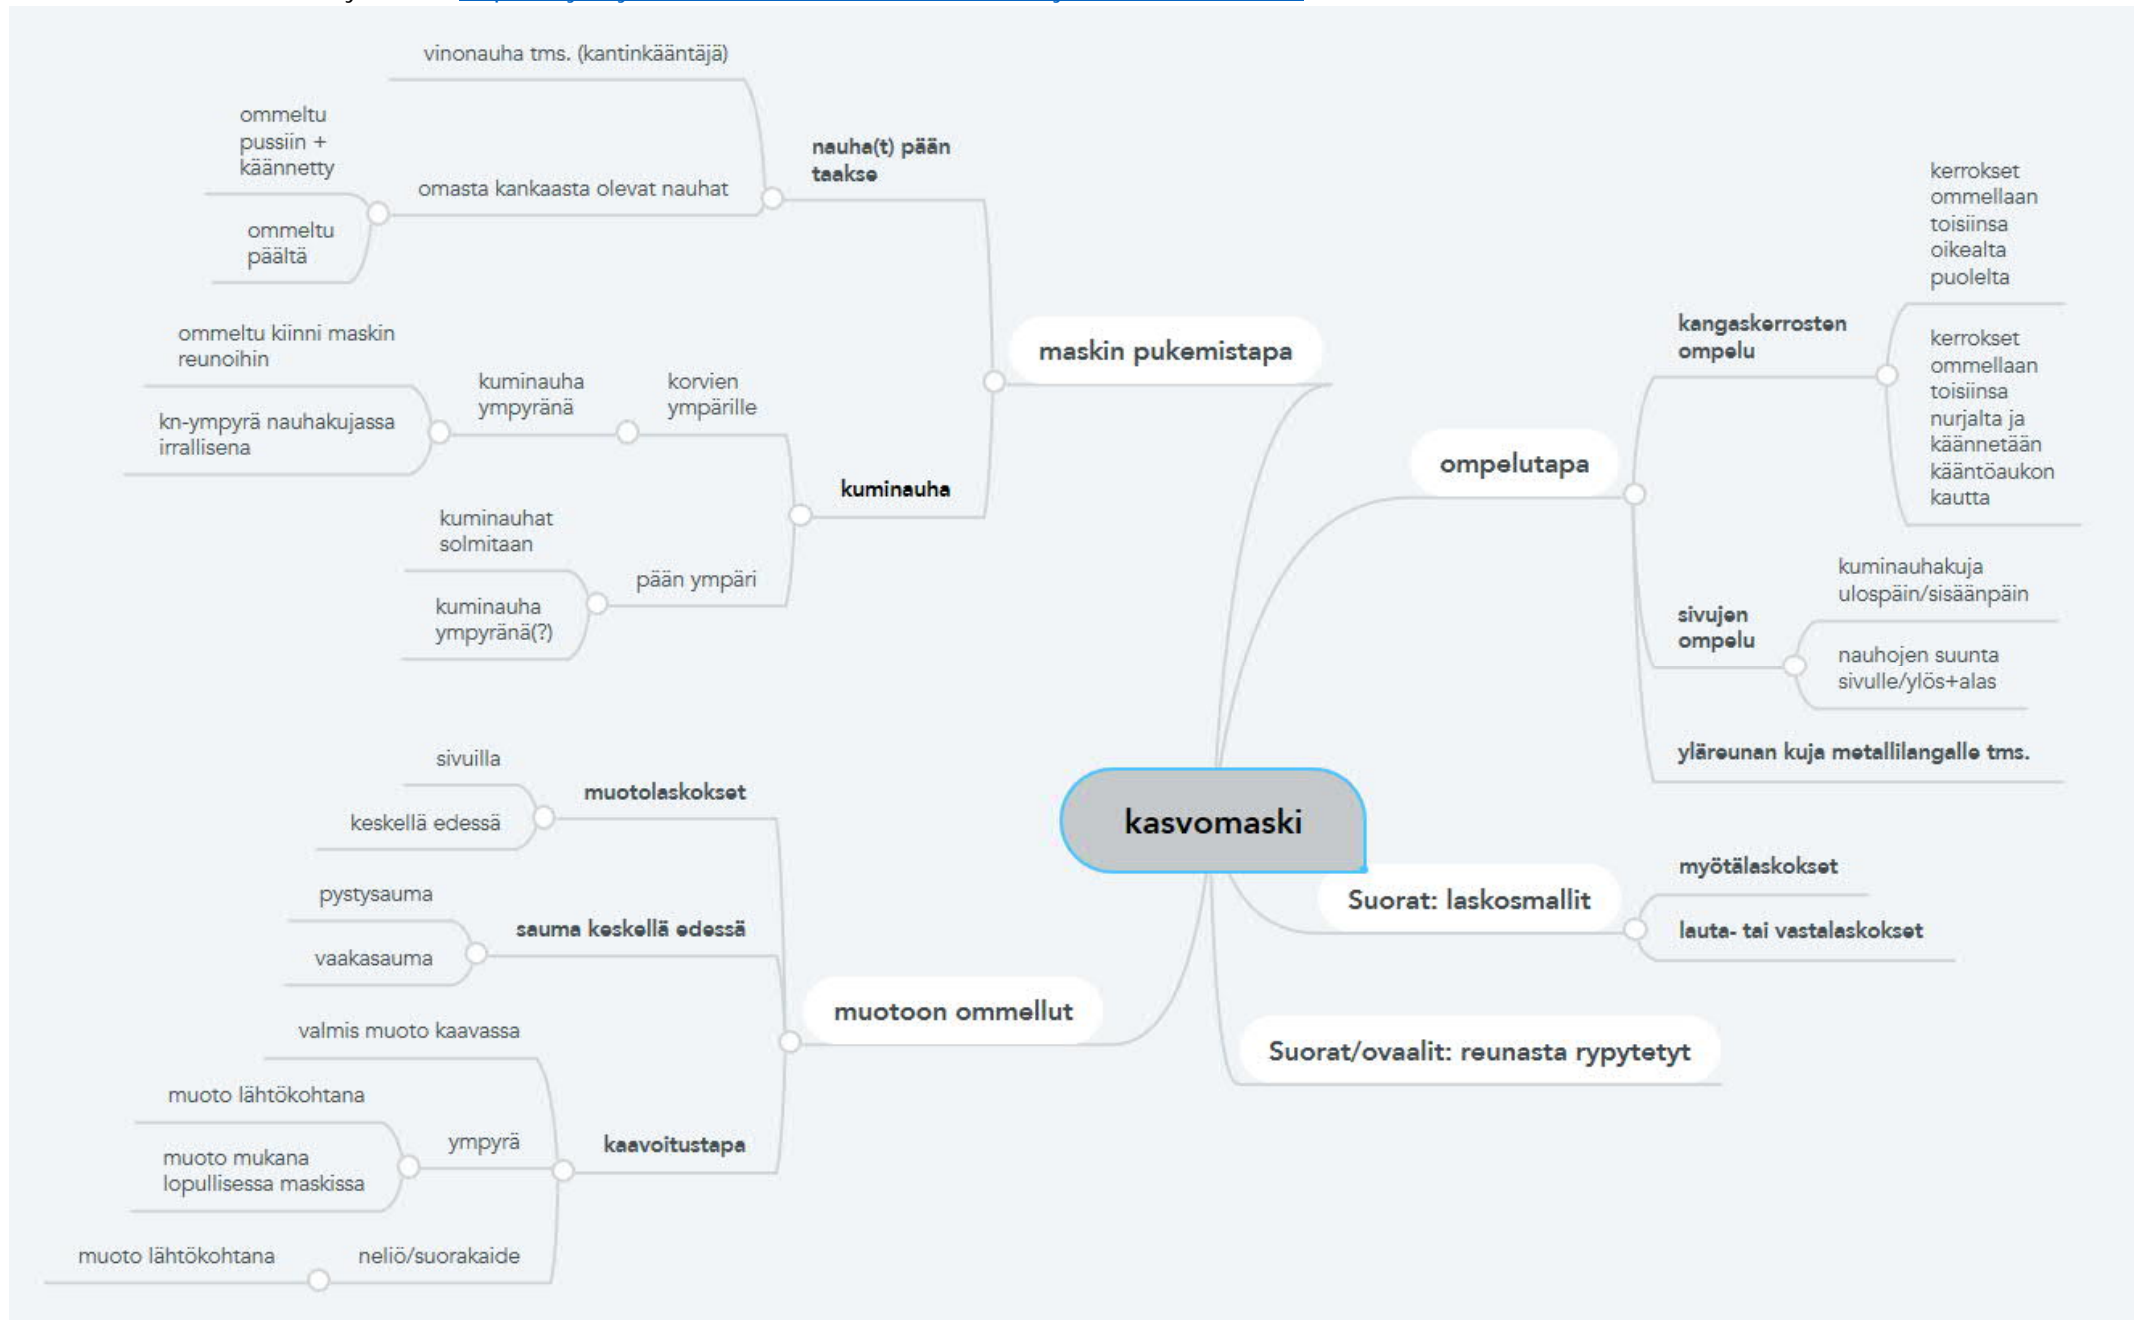 vinonauha tms. (kantinkääntäjä)
ommeltu
pussiin +
käännetty
omasta kankaasta olevat nauhat
ommeltu
päältä
nauha(t) pään
taakse
ommeltu kiinni maskin
reunoihin
kn-ympyrä nauhakujassa
irrallisena
kuminauha
ympyränä
korvien
ympärille
kuminauha
kuminauhat
solmitaan
kuminauha
ympyränä(?)
pään ympäri
maskin pukemistapa
ompelutapa
kangaskerrosten
ompelu
kerrokset
ommellaan
toisiinsa
oikealta
puolelta
kerrokset
ommellaan
toisiinsa
nurjalta ja
käännetään
kääntöaukon
kautta
sivujen
ompelu
kuminauhakuja
ulospäin/sisäänpäin
nauhojen suunta
sivulle/ylös+alas
yläreunan kuja metallilangalle tms.
kasvomaski
Suorat: laskosmallit
myötälaskokset
lauta- tai vastalaskokset
Suorat/ovaalit: reunasta rypytetyt
muotoon ommellut
muotolaskokset
sivuilla
keskellä edessä
sauma keskellä edessä
pystysauma
vaakasauma
kaavoitustapa
valmis muoto kaavassa
ympyrä
muoto lähtökohtana
muoto mukana
lopullisessa maskissa
neliö/suorakaide
muoto lähtökohtana